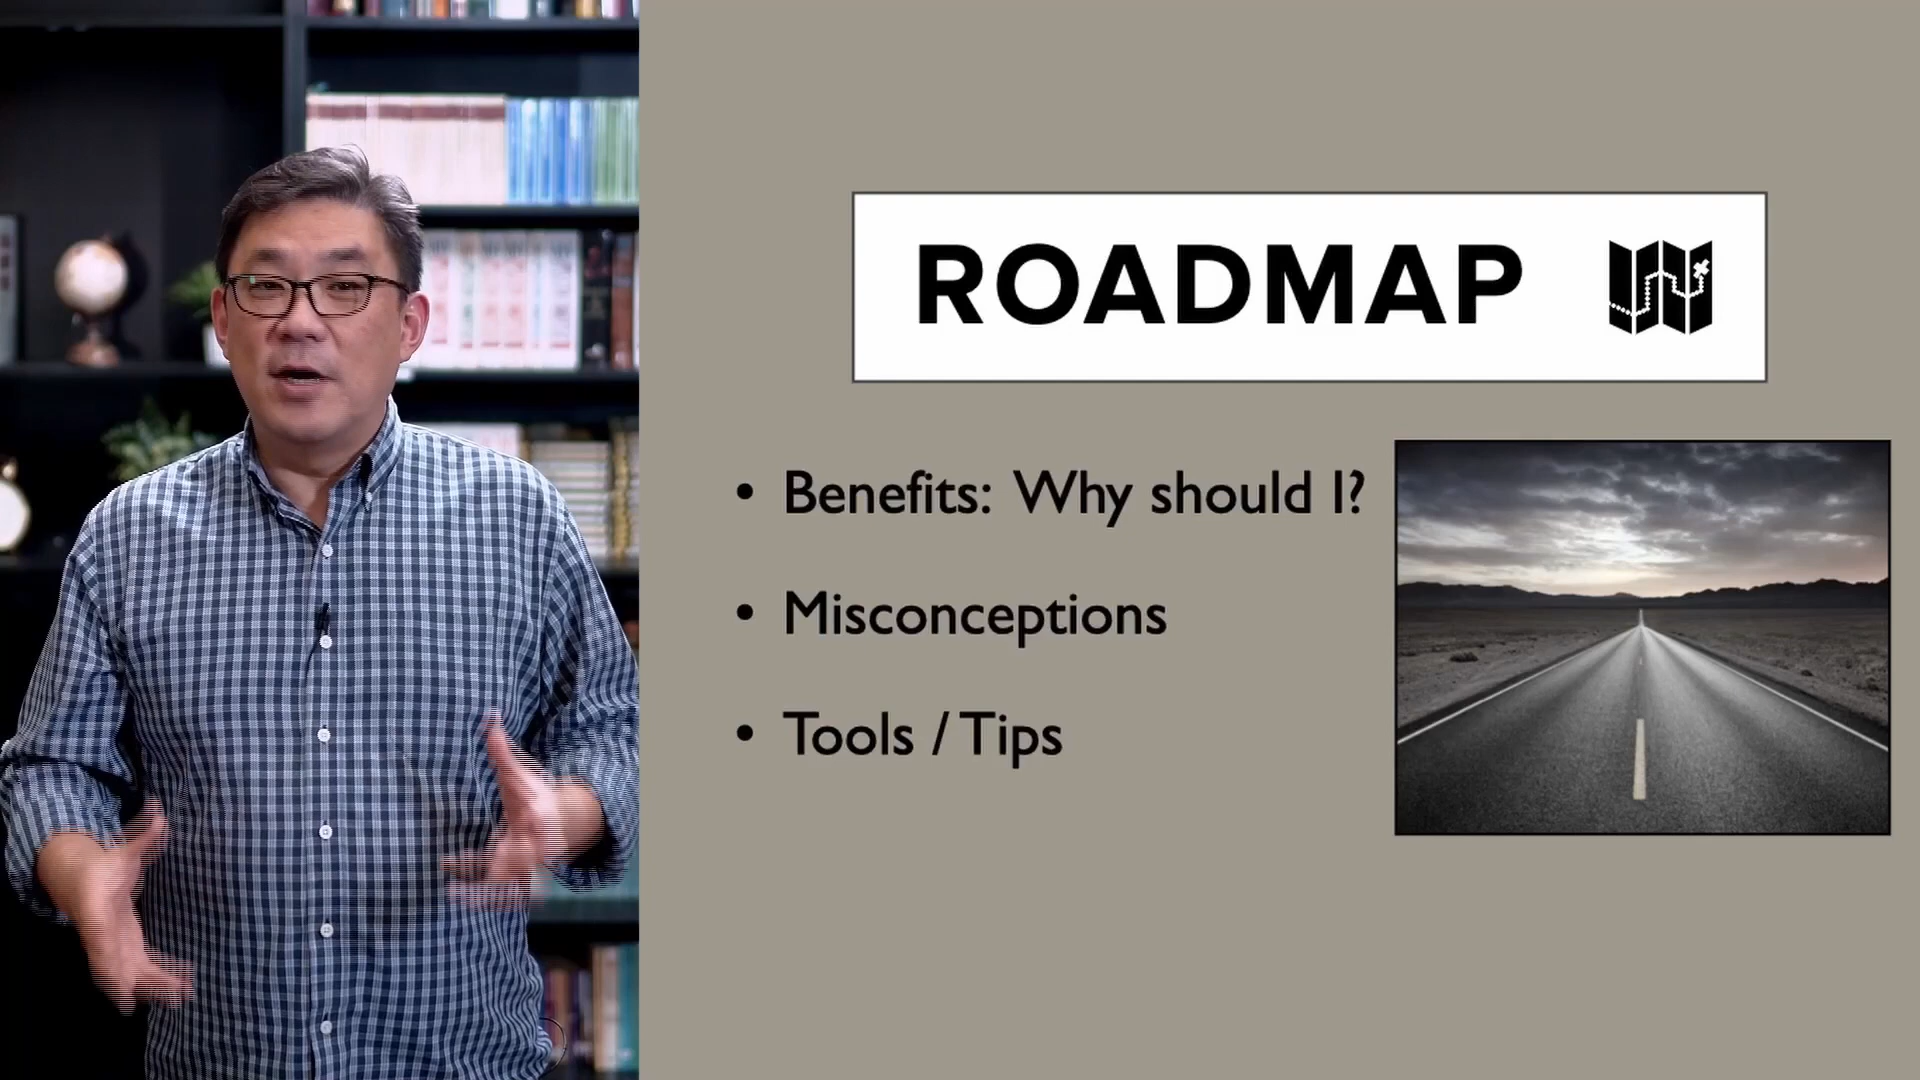 ROADMAP
• Benefits: Why should I?
• Misconceptions
• Tools / Tips